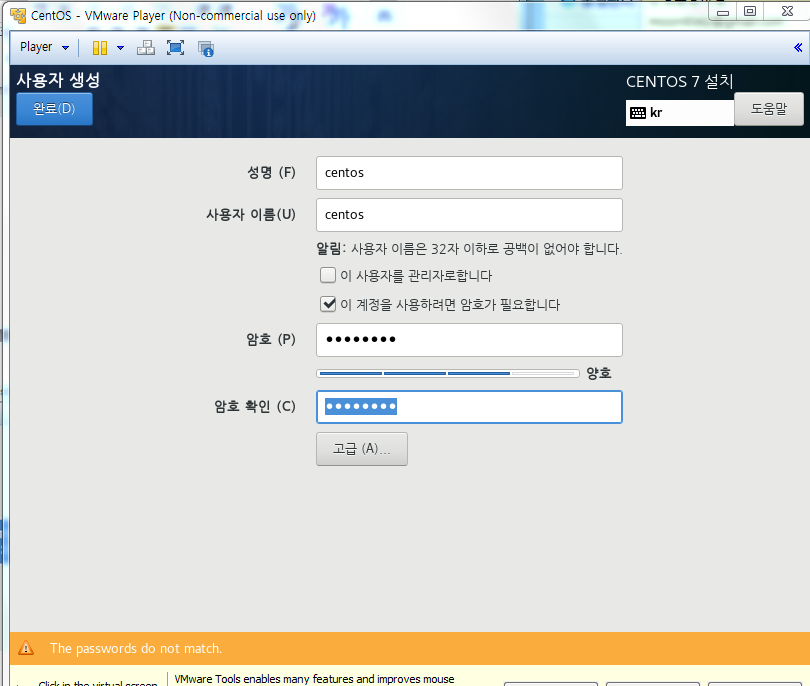 CentOS - VMware Player (Non-commercial use only)
Player
사용자 생성
CENTOS 7 설치
완료(D)
kr
도움말
성명 (F)
centos
사용자 이름(U)
centos
알림: 사용자 이름은 32자 이하로 공백이 없어야 합니다.
이 사용자를 관리자로합니다
이 계정을 사용하려면 암호가 필요합니다
암호 (P)
양호
암호 확인 (C)
고급 (A)...
The passwords do not match.
Click in the virtual screen
VMware Tools enables many features and improves mouse